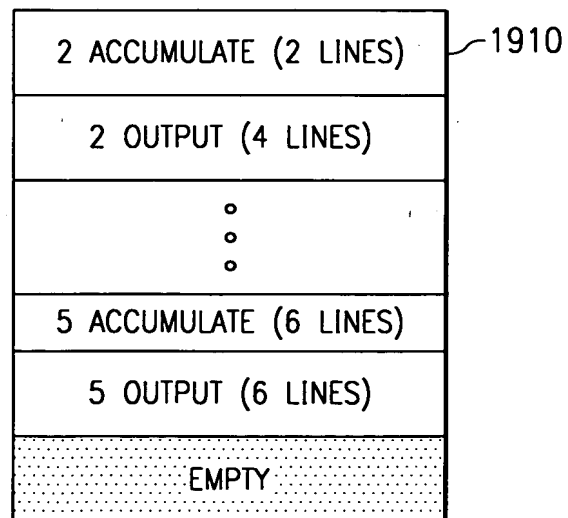 2 ACCUMULATE (2 LINES)
1910
2 OUTPUT (4 LINES)
5 ACCUMULATE (6 LINES)
5 OUTPUT (6 LINES)
EMPTY